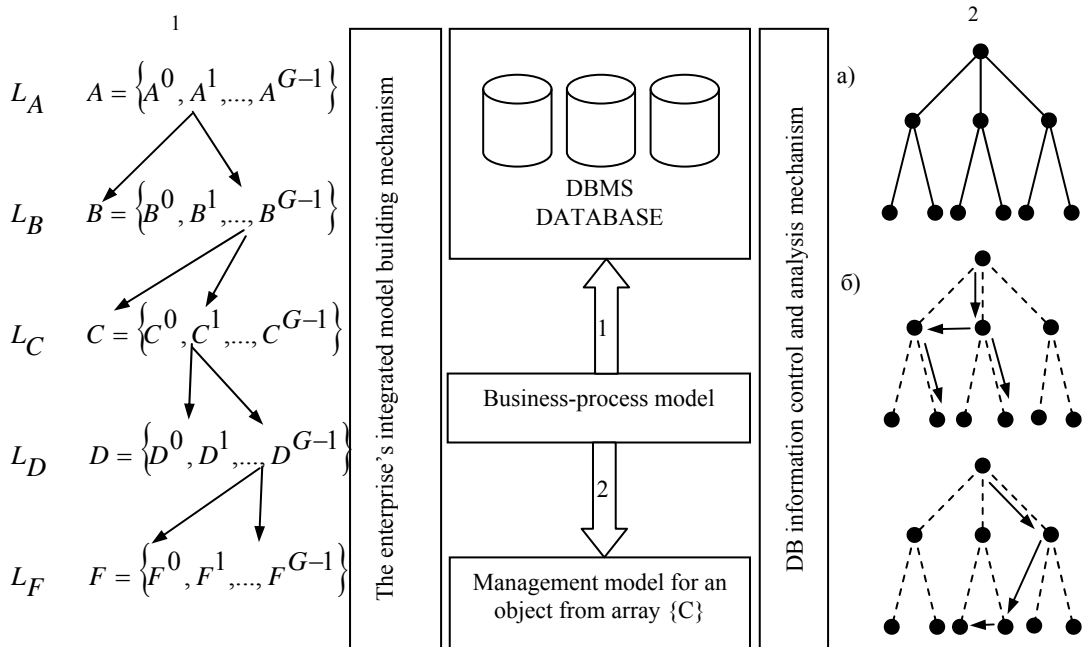 1
L_A A = {A^0, A^1,..., A^{G-1}}
L_B B = {B^0, B^1,..., B^{G-1}}
L_C C = {C^0, C^1,..., C^{G-1}}
L_D D = {D^0, D^1,..., D^{G-1}}
L_F F = {F^0, F^1,..., F^{G-1}}
The enterprise's integrated model building mechanism
DBMS
DATABASE
1
Business-process model
2
Management model for an
object from array {C}
DB information control and analysis mechanism
2
а)
б)